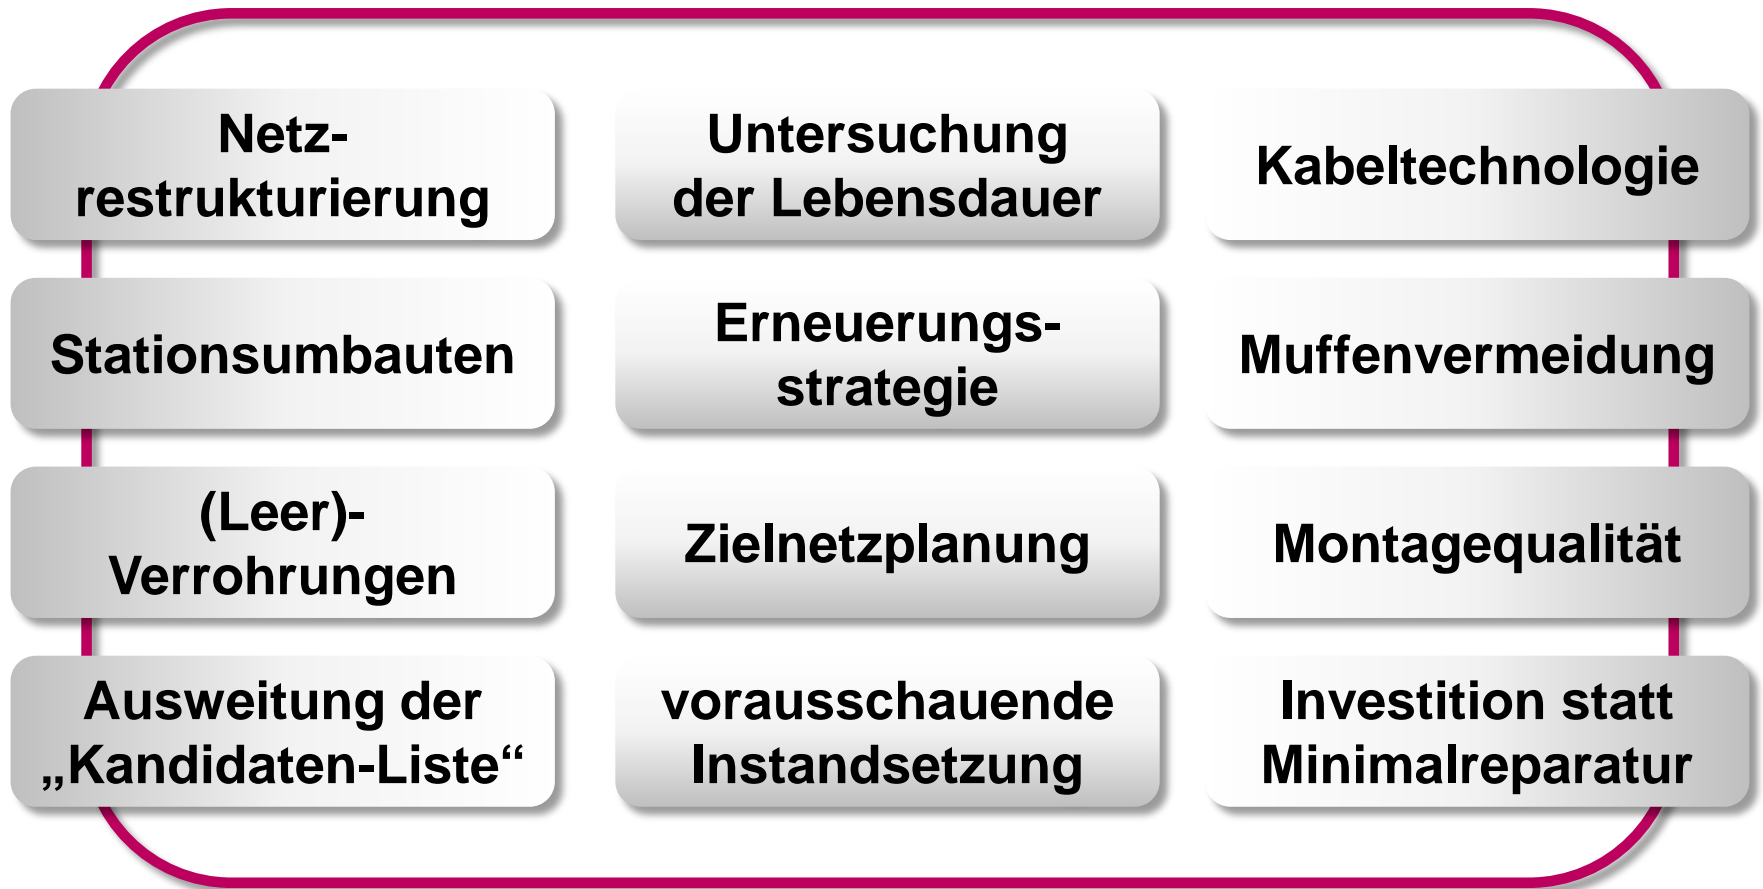 Netz-
restrukturierung
Untersuchung
der Lebensdauer
Kabeltechnologie
Stationsumbauten
Erneuerungs-
strategie
Muffenvermeidung
(Leer)-
Verrohrungen
Zielnetzplanung
Montagequalität
Ausweitung der
„Kandidaten-Liste“
vorausschauende
Instandsetzung
Investition statt
Minimalreparatur